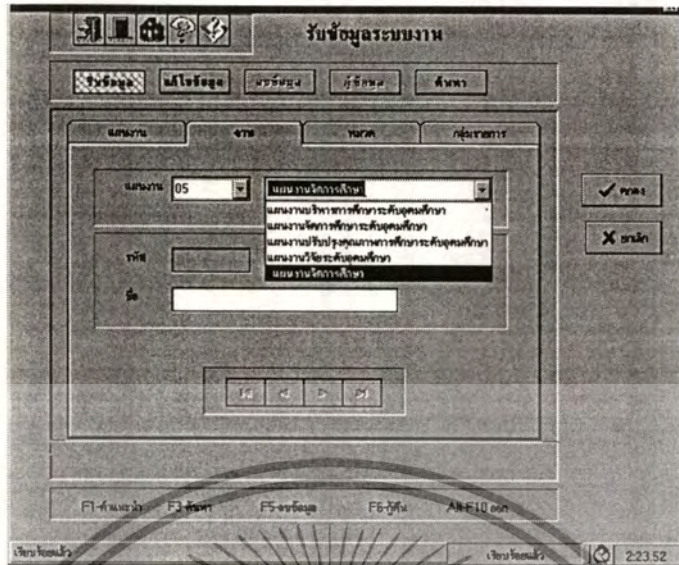 รับข้อมูลระบบงาน
รับข้อมูล แก้ไขข้อมูล ลบข้อมูล กู้ข้อมูล ค้นหา
แผนงาน งาน หมวด กลุ่มรายการ
แผนงาน 05 แผนงานจัดการศึกษา
แผนงานบริหารการศึกษาระดับอุดมศึกษา
แผนงานจัดการศึกษาระดับอุดมศึกษา
แผนงานปรับปรุงคุณภาพการศึกษาระดับอุดมศึกษา
แผนงานวิจัยระดับอุดมศึกษา
แผนงานจัดการศึกษา
รหัส
ชื่อ
ตกลง
ยกเลิก
F1-คำแนะนำ F3-ค้นหา F5-ลบข้อมูล F6-กู้คืน Alt-F10 ออก
เรียบร้อยแล้ว เรียบร้อยแล้ว 2:23:52